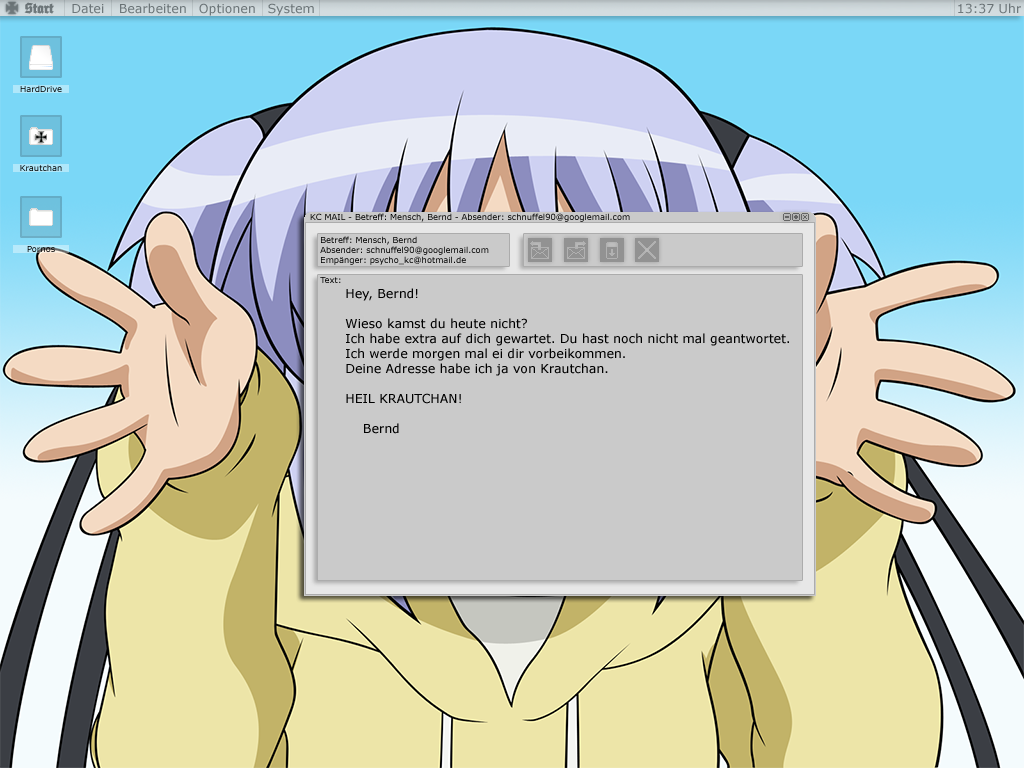 Start Datei Bearbeiten Optionen System 13:37 Uhr
HardDrive
Krautchan
Pornos
KC MAIL - Betreff: Mensch, Bernd - Absender: schnuffel90@googlemail.com
Betreff: Mensch, Bernd
Absender: schnuffel90@googlemail.com
Empänger: psycho_kc@hotmail.de
Text:
Hey, Bernd!
Wieso kamst du heute nicht?
Ich habe extra auf dich gewartet. Du hast noch nicht mal geantwortet.
Ich werde morgen mal ei dir vorbeikommen.
Deine Adresse habe ich ja von Krautchan.
HEIL KRAUTCHAN!
Bernd